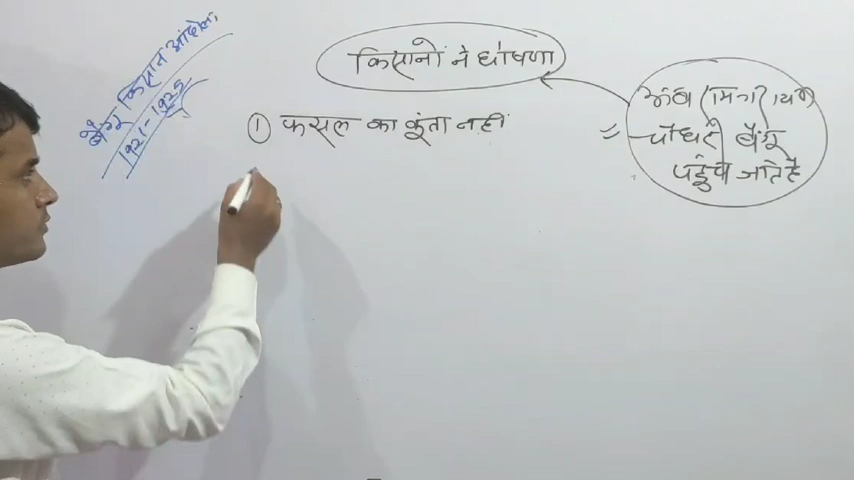 बेंगू किसान आंदोलन
1921-1925
किसानों ने घोषणा
① फसल का कूंता नहीं
चौधरी बेंगू
पहुंच जाते है